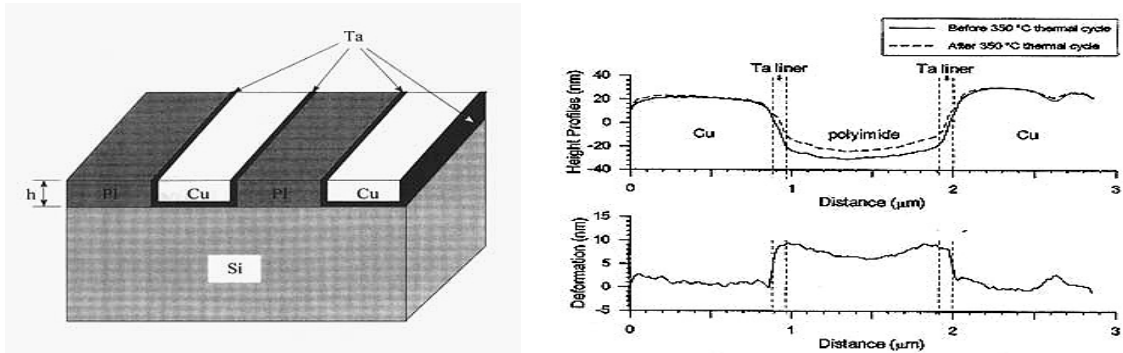 Ta
h
PI
Cu
PI
Cu
Si
Before 350 °C thermal cycle
After 350 °C thermal cycle
Ta liner
Ta liner
Height Profiles (nm)
40
20
0
-20
-40
Cu
polyimide
Cu
0
1
2
3
Distance (μm)
Deformation (nm)
15
10
5
0
-5
0
1
2
3
Distance (μm)